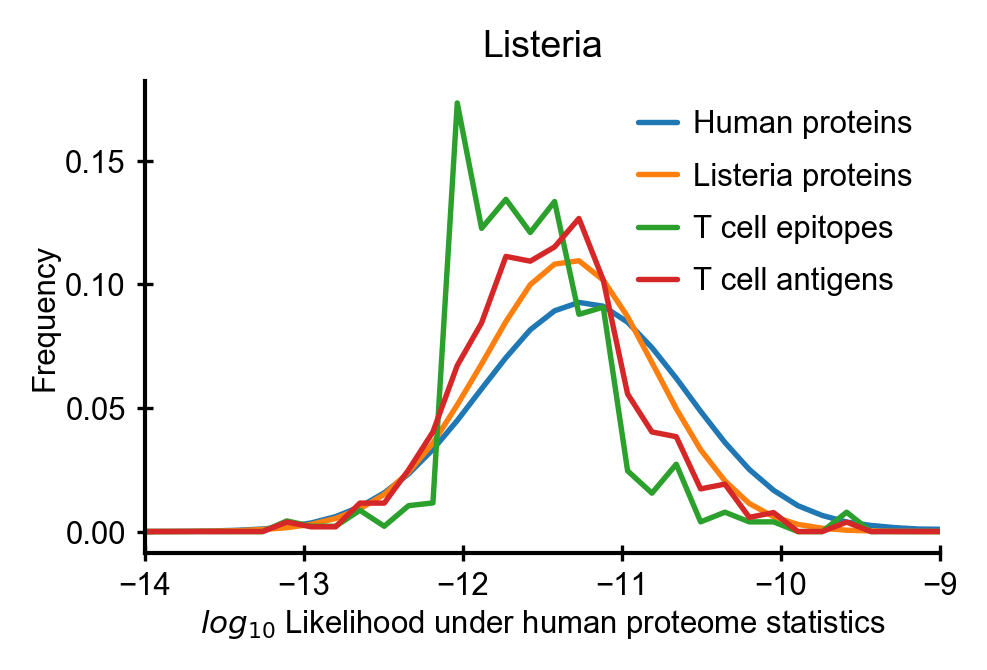 Listeria
Human proteins
Listeria proteins
T cell epitopes
T cell antigens
Frequency
0.15
0.10
0.05
0.00
−14 −13 −12 −11 −10 −9
log10 Likelihood under human proteome statistics